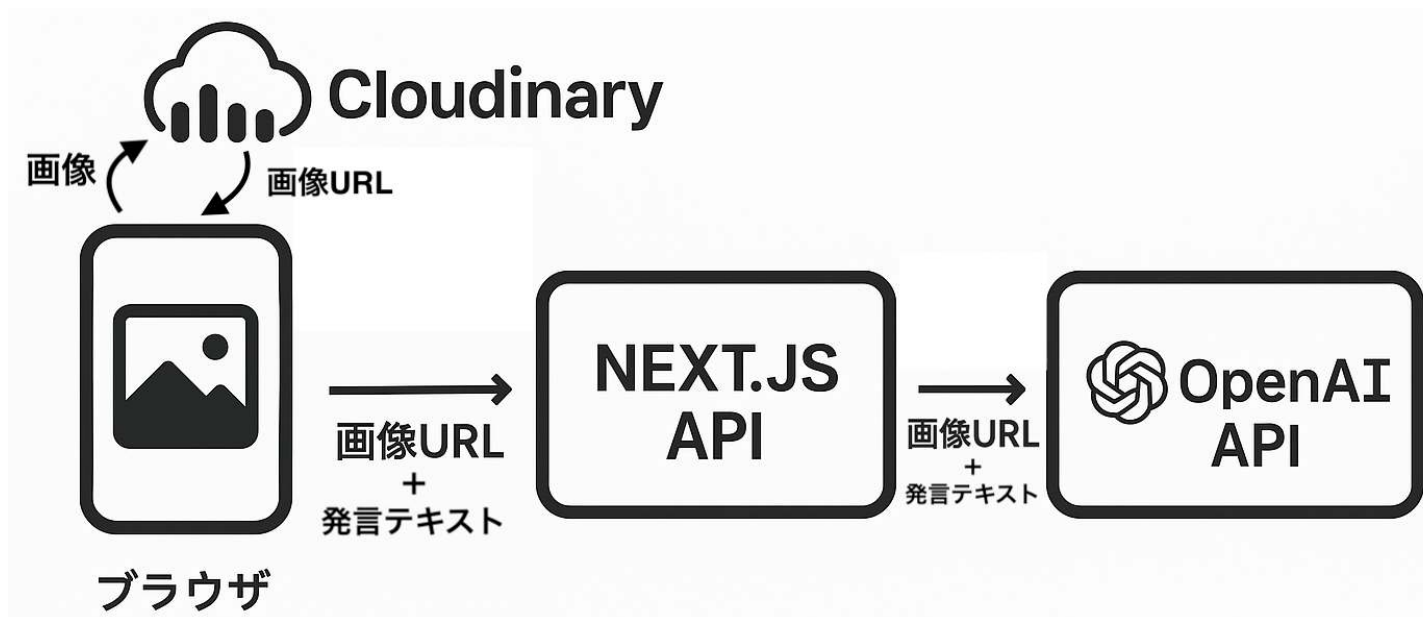 Cloudinary
画像
画像URL
NEXT.JS
API
OpenAI
API
画像URL
+
発言テキスト
画像URL
+
発言テキスト
ブラウザ